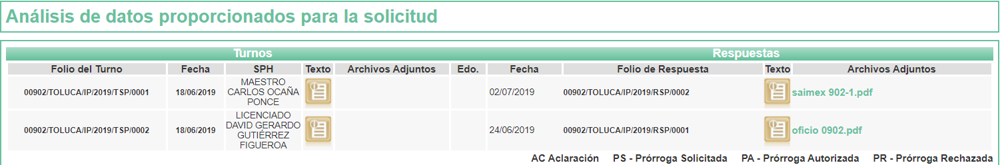 Análisis de datos proporcionados para la solicitud
Turnos Respuestas
Folio del Turno Fecha SPH Texto Archivos Adjuntos Edo. Fecha Folio de Respuesta Texto Archivos Adjuntos
00902/TOLUCA/IP/2019/TSP/0001 18/06/2019 MAESTRO CARLOS OCAÑA PONCE 02/07/2019 00902/TOLUCA/IP/2019/RSP/0002 saimex 902-1.pdf
00902/TOLUCA/IP/2019/TSP/0002 18/06/2019 LICENCIADO DAVID GERARDO GUTIÉRREZ FIGUEROA 24/06/2019 00902/TOLUCA/IP/2019/RSP/0001 oficio 0902.pdf
AC Aclaración PS - Prórroga Solicitada PA - Prórroga Autorizada PR - Prórroga Rechazada